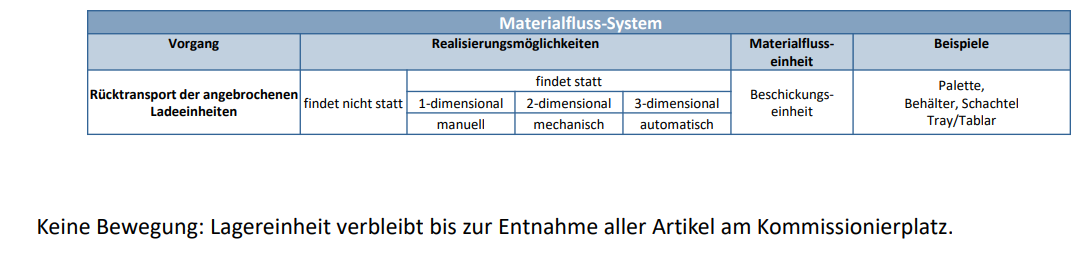 Materialfluss-System
Vorgang Realisierungsmöglichkeiten Materialfluss-einheit Beispiele
Rücktransport der angebrochenen Ladeeinheiten
findet nicht statt
findet statt
1-dimensional 2-dimensional 3-dimensional
manuell mechanisch automatisch
Beschickungs-
einheit
Palette,
Behälter, Schachtel
Tray/Tablar
Keine Bewegung: Lagereinheit verbleibt bis zur Entnahme aller Artikel am Kommissionierplatz.